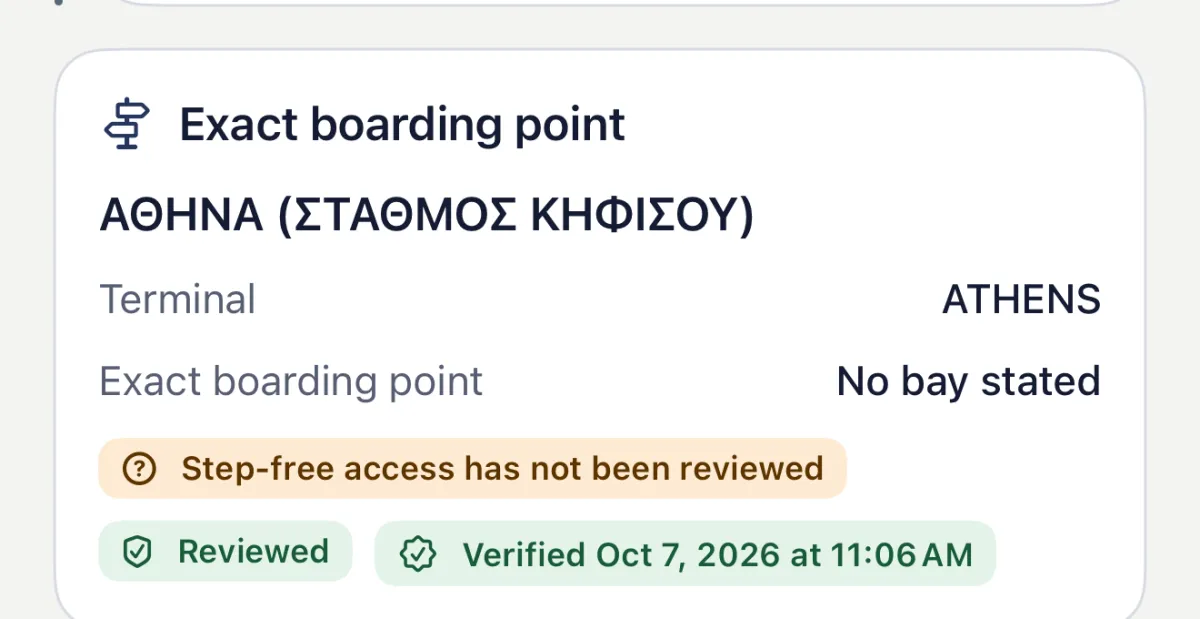 Exact boarding point
ΑΘΗΝΑ (ΣΤΑΘΜΟΣ ΚΗΦΙΣΟΥ)
Terminal ATHENS
Exact boarding point No bay stated
Step-free access has not been reviewed
Reviewed Verified Oct 7, 2026 at 11:06 AM